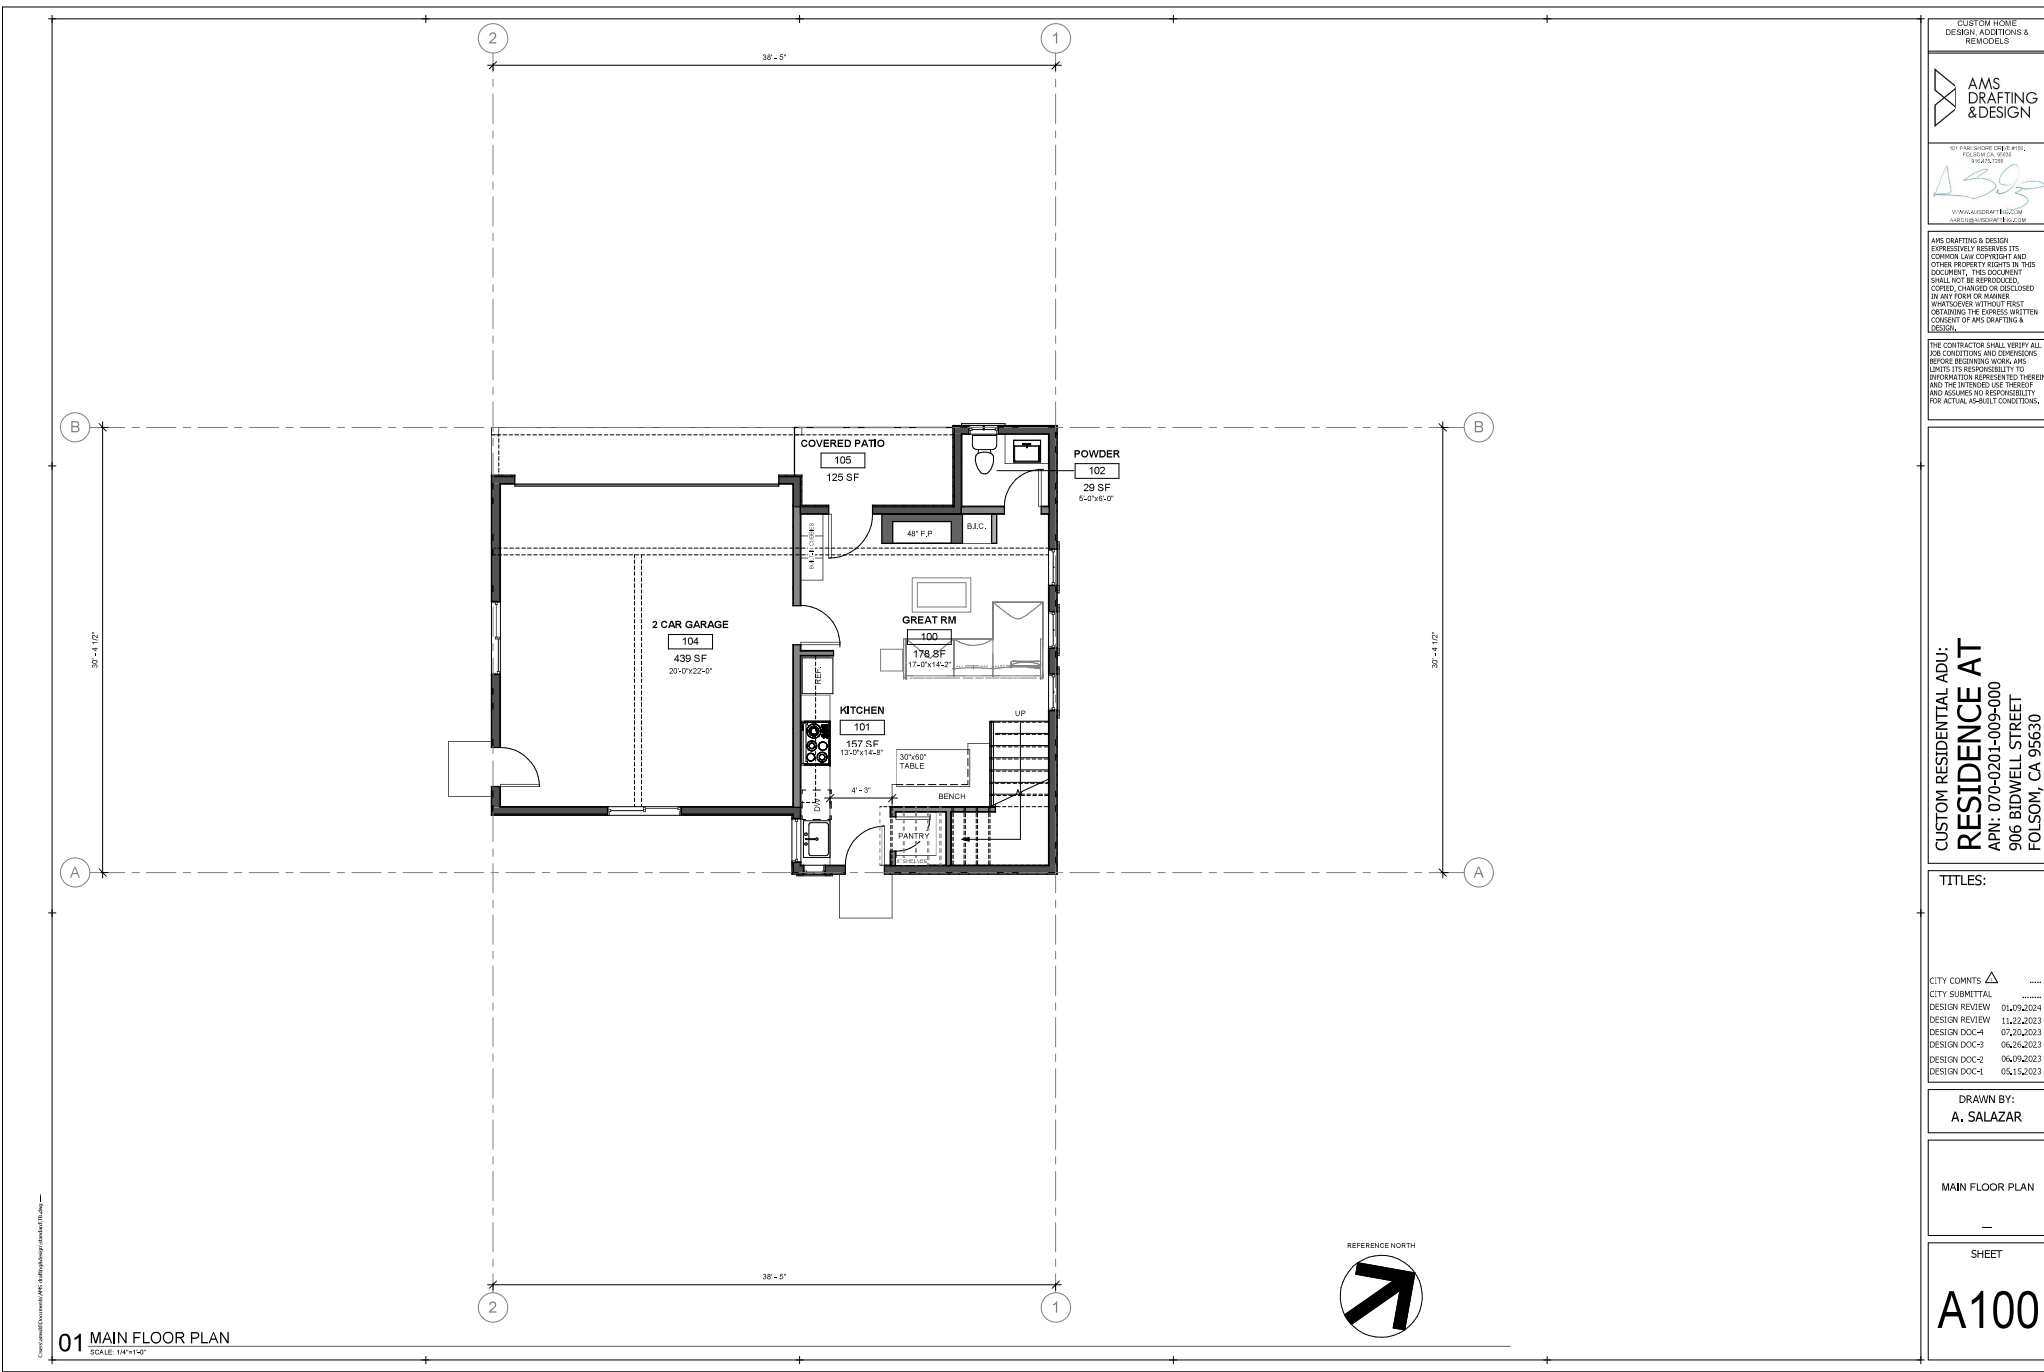 2
1
38' - 5"
B
B
COVERED PATIO
105
125 SF
POWDER
102
29 SF
5'-0"x6'-0"
48" F.P
B.I.C.
30'- 4 1/2"
30'- 4 1/2"
2 CAR GARAGE
104
439 SF
20'-0"x22'-0"
GREAT RM
100
178 SF
17'-0"x14'-2"
REF.
KITCHEN
101
157 SF
13'-0"x14'-8"
UP
30"x60"
TABLE
4' - 3"
BENCH
DW
PANTRY
SHELVES
A
A
38' - 5"
2
1
REFERENCE NORTH
01 MAIN FLOOR PLAN
SCALE: 1/4"=1'-0"
CUSTOM HOME
DESIGN, ADDITIONS &
REMODELS
AMS
DRAFTING
&DESIGN
FOLSOM CA. 95630
WWW.AMSDRAFTING.COM
AARON@AMSDRAFTING.COM
AMS DRAFTING & DESIGN
EXPRESSIVELY RESERVES ITS
COMMON LAW COPYRIGHT AND
OTHER PROPERTY RIGHTS IN THIS
DOCUMENT. THIS DOCUMENT
SHALL NOT BE REPRODUCED,
COPIED, CHANGED OR DISCLOSED
IN ANY FORM OR MANNER
WHATSOEVER WITHOUT FIRST
OBTAINING THE EXPRESS WRITTEN
CONSENT OF AMS DRAFTING &
DESIGN.
THE CONTRACTOR SHALL VERIFY ALL
JOB CONDITIONS AND DIMENSIONS
BEFORE BEGINNING WORK. AMS
LIMITS ITS RESPONSIBILITY TO
INFORMATION REPRESENTED THEREIN
AND THE INTENDED USE THEREOF
AND ASSUMES NO RESPONSIBILITY
FOR ACTUAL AS-BUILT CONDITIONS.
CUSTOM RESIDENTIAL ADU:
RESIDENCE AT
APN: 070-0201-009-000
906 BIDWELL STREET
FOLSOM, CA 95630
TITLES:
CITY COMNTS .....
CITY SUBMITTAL ........
DESIGN REVIEW 01.09.2024
DESIGN REVIEW 11.22.2023
DESIGN DOC-4 07.20.2023
DESIGN DOC-3 06.26.2023
DESIGN DOC-2 06.09.2023
DESIGN DOC-1 05.15.2023
DRAWN BY:
A. SALAZAR
MAIN FLOOR PLAN
—
SHEET
A100